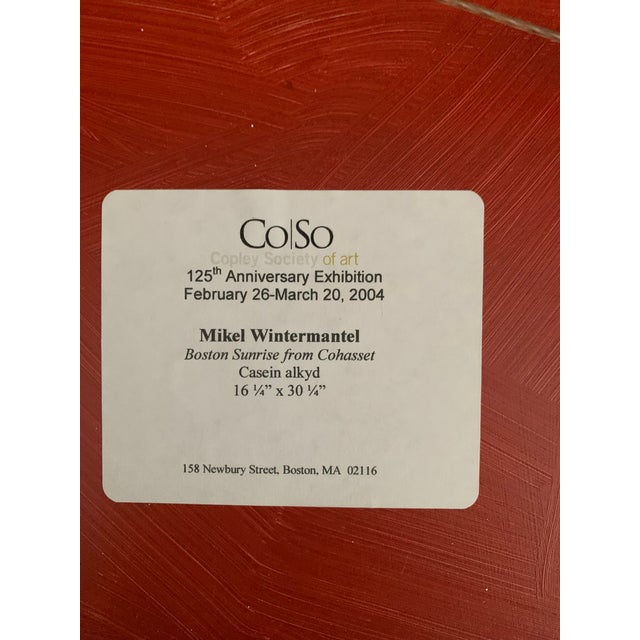 Co|So
Copley Society of art
125th Anniversary Exhibition
February 26-March 20, 2004
Mikel Wintermantel
Boston Sunrise from Cohasset
Casein alkyd
16 ¼” x 30 ¼”
158 Newbury Street, Boston, MA 02116